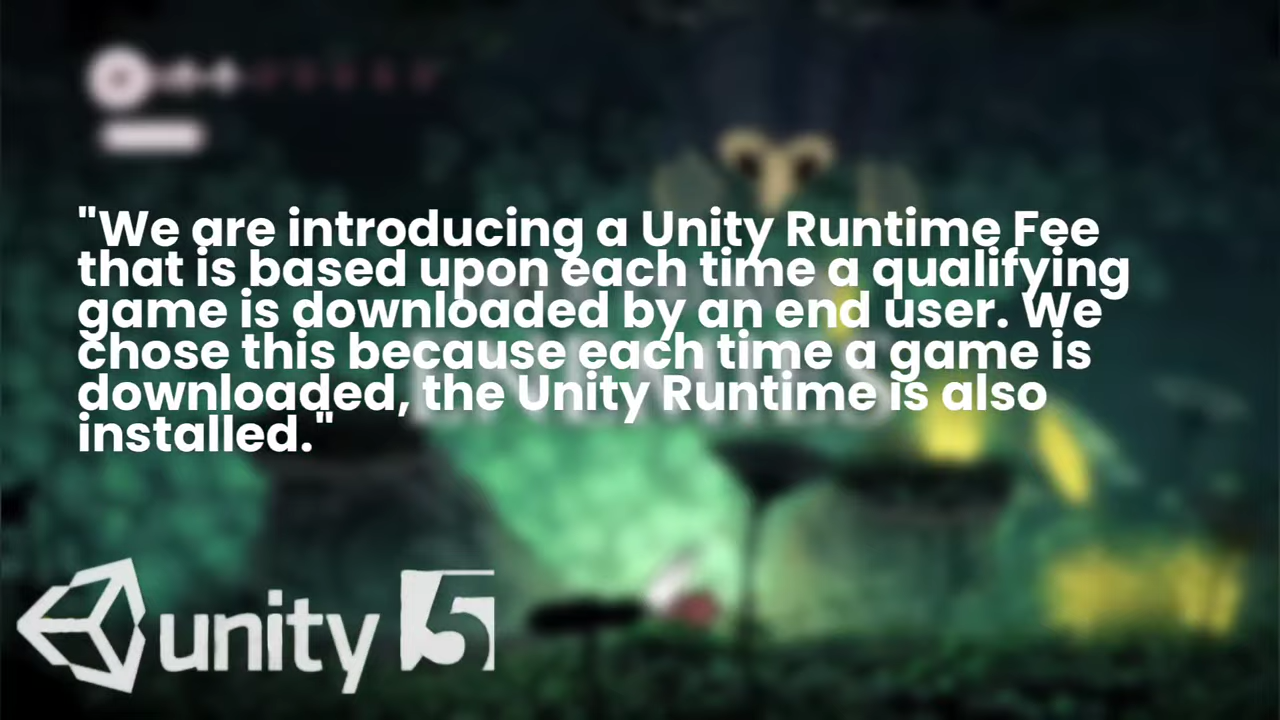 "We are introducing a Unity Runtime Fee
that is based upon each time a qualifying
game is downloaded by an end user. We
chose this because each time a game is
downloaded, the Unity Runtime is also
installed."
unity 5